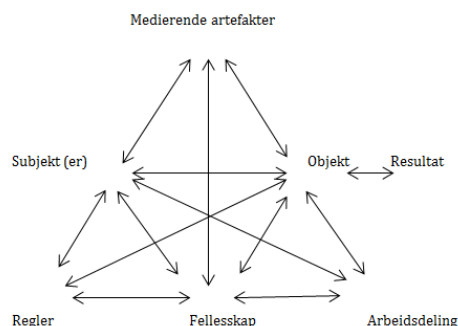 Medierende artefakter
Subjekt (er) Objekt Resultat
Regler Fellesskap Arbeidsdeling